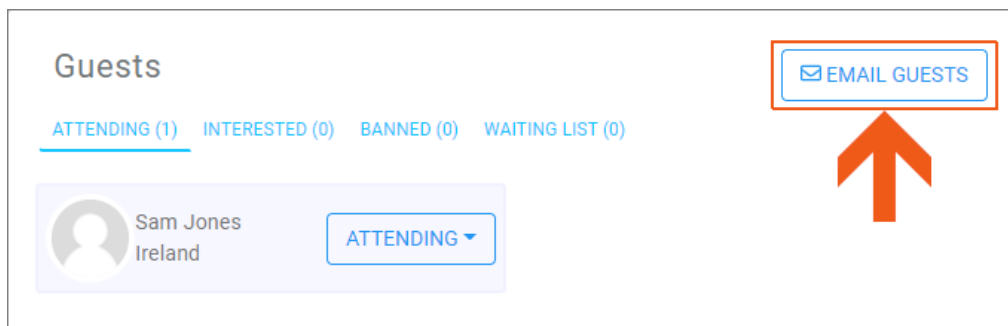 Guests
EMAIL GUESTS
ATTENDING (1) INTERESTED (0) BANNED (0) WAITING LIST (0)
Sam Jones
Ireland
ATTENDING